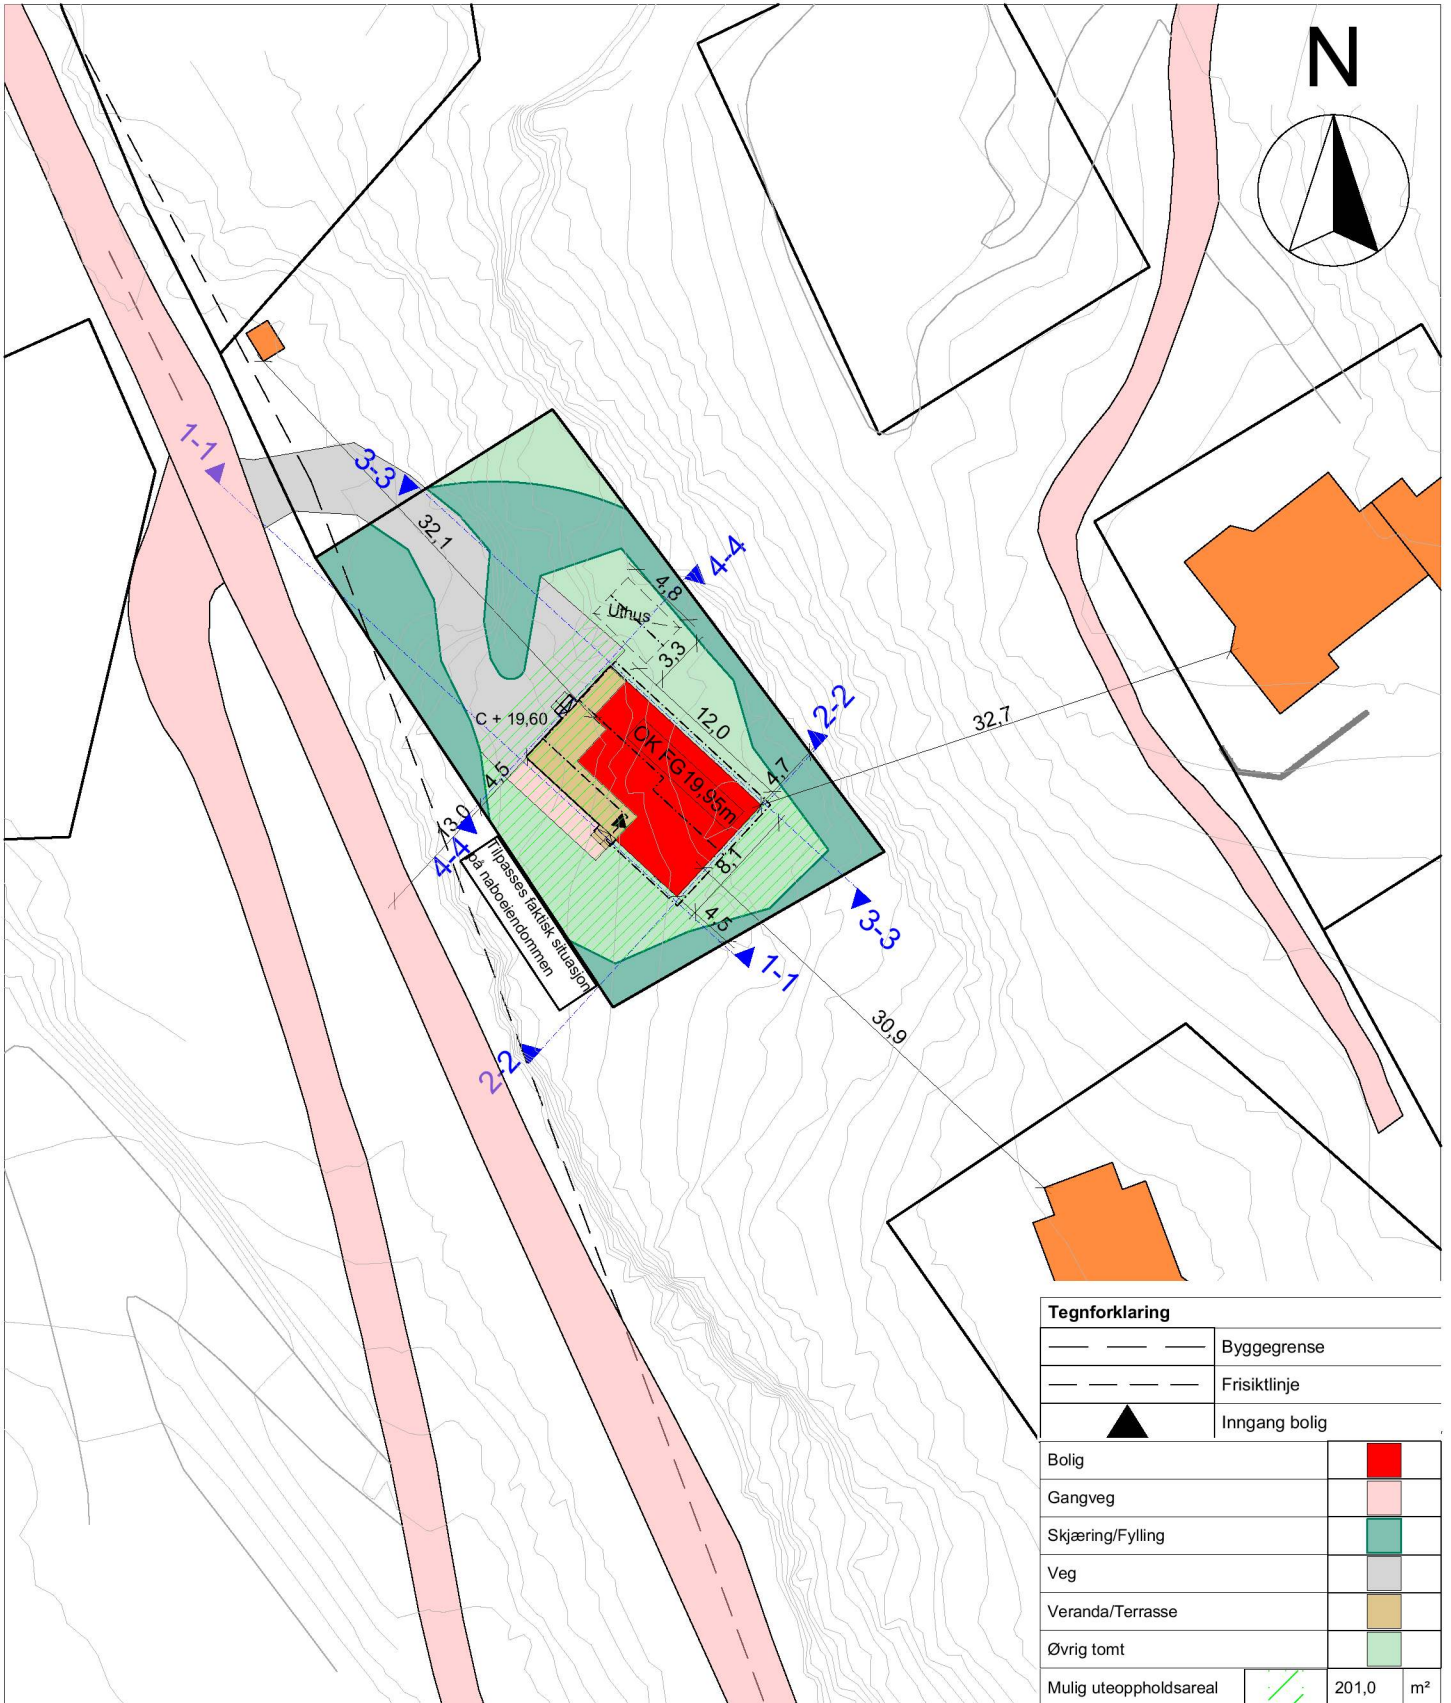 N
1-1
3-3
32,1
4-4
4,8
Uthus
3,3
C + 19,60
12,0
2-2
32,7
OK FG19,95m
4,7
4,5
13,0
4-4
8,1
Tilpasses faktisk situasjon
på naboeiendommen
4,5
3-3
1-1
30,9
2-2
Tegnforklaring
Byggegrense
Frisiktlinje
Inngang bolig
Bolig
Gangveg
Skjæring/Fylling
Veg
Veranda/Terrasse
Øvrig tomt
Mulig uteoppholdsareal 201,0 m²